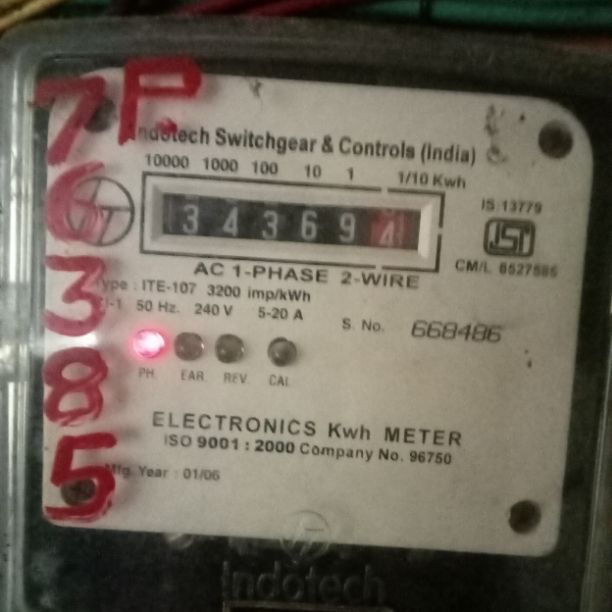 P.
7
6
3
8
5
Indotech Switchgear & Controls (India)
10000 1000 100 10 1 1/10 Kwh
3 4 3 6 9 4
IS 13779
ISI
CM/L 6527585
AC 1-PHASE 2-WIRE
Type : ITE-107 3200 imp/kWh
50 Hz. 240 V 5-20 A
S. No. 668486
PH. EAR. REV. CAL
ELECTRONICS Kwh METER
ISO 9001 : 2000 Company No. 96750
Mfg. Year : 01/06
Indotech